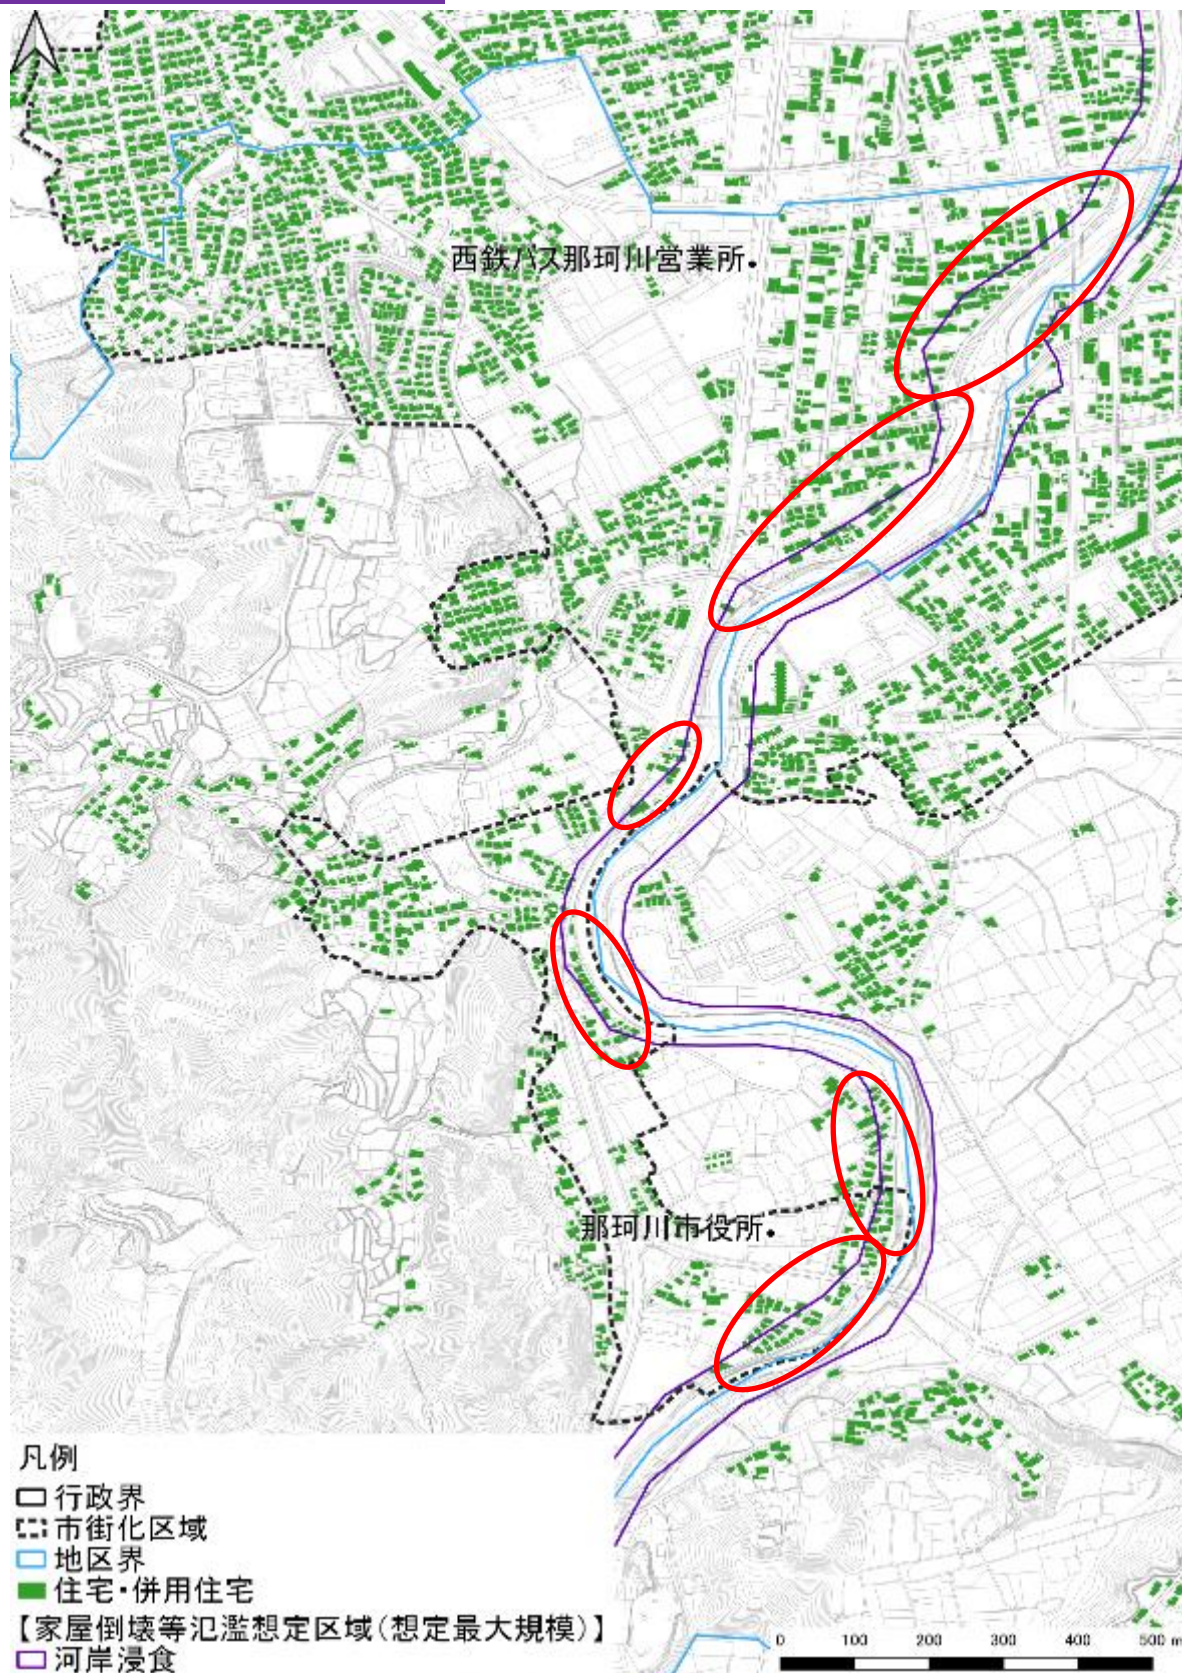 西鉄バス那珂川営業所
那珂川市役所
凡例
行政界
市街化区域
地区界
住宅・併用住宅
【家屋倒壊等氾濫想定区域(想定最大規模)】
河岸浸食
0 100 200 300 400 500 m